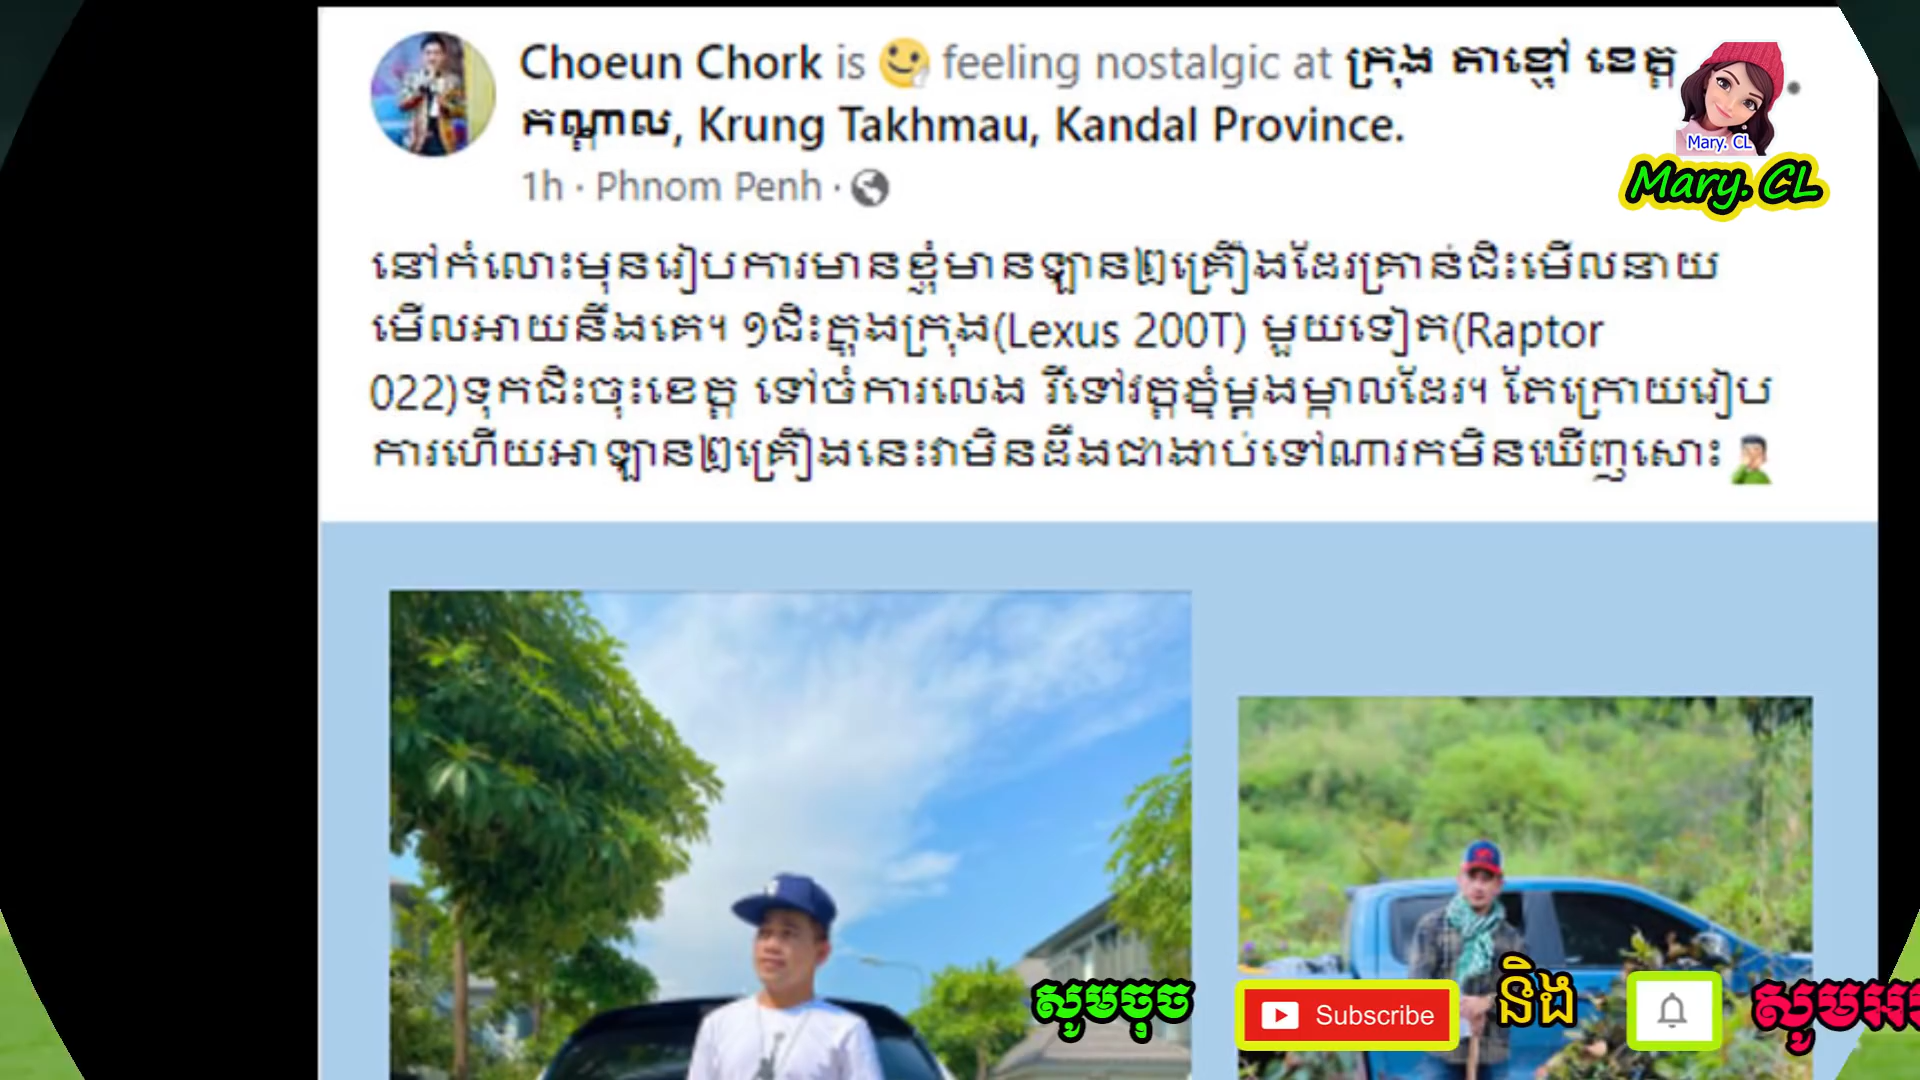 Choeun Chork is feeling nostalgic at ក្រុង តាខ្មៅ ខេត្ត
កណ្ដាល, Krung Takhmau, Kandal Province.
1h · Phnom Penh ·
Mary. CL
Mary. CL
នៅកំលោះមុនរៀបការមានខ្ញុំមានឡាន២គ្រឿងដែរគ្រាន់ជិះមើលនាយ
មើលអាយនឹងគេ។ ១ជិះក្នុងក្រុង(Lexus 200T) មួយទៀត(Raptor
022)ទុកជិះចុះខេត្ត ទៅចំការលេង រឺទៅវត្តភ្នំម្ដងម្កាលដែរ។ តែក្រោយរៀប
ការហើយអាឡាន២គ្រឿងនេះវាមិនដឹងជាងាប់ទៅណារកមិនឃើញសោះ
សូមចុច Subscribe និង